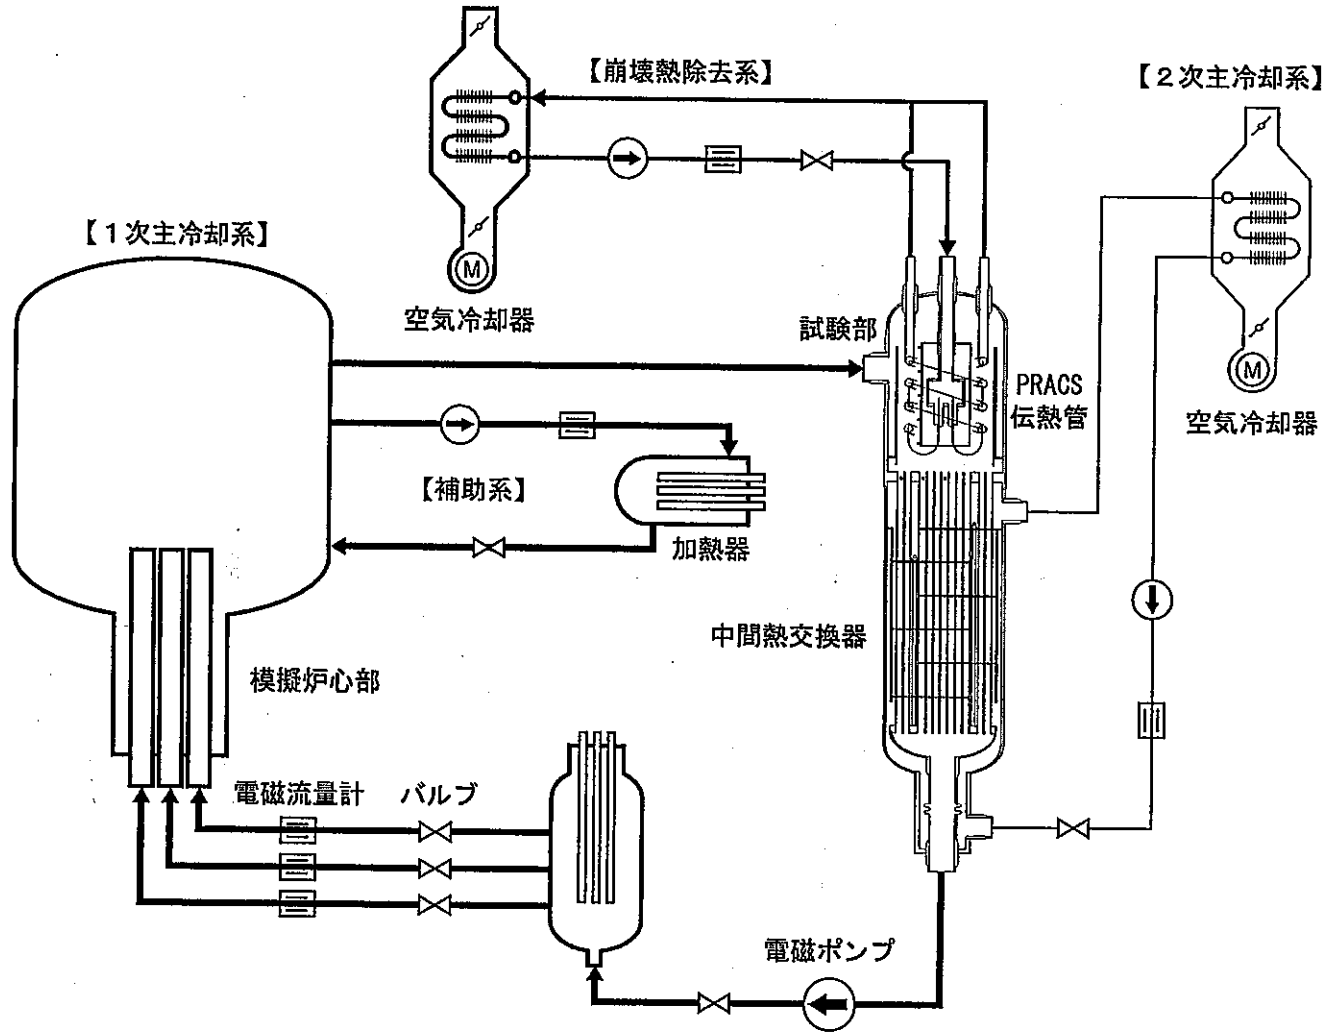 【崩壊熱除去系】
【２次主冷却系】
【１次主冷却系】
M
空気冷却器
試験部
PRACS
伝熱管
M
空気冷却器
【補助系】
加熱器
中間熱交換器
模擬炉心部
電磁流量計
バルブ
電磁ポンプ